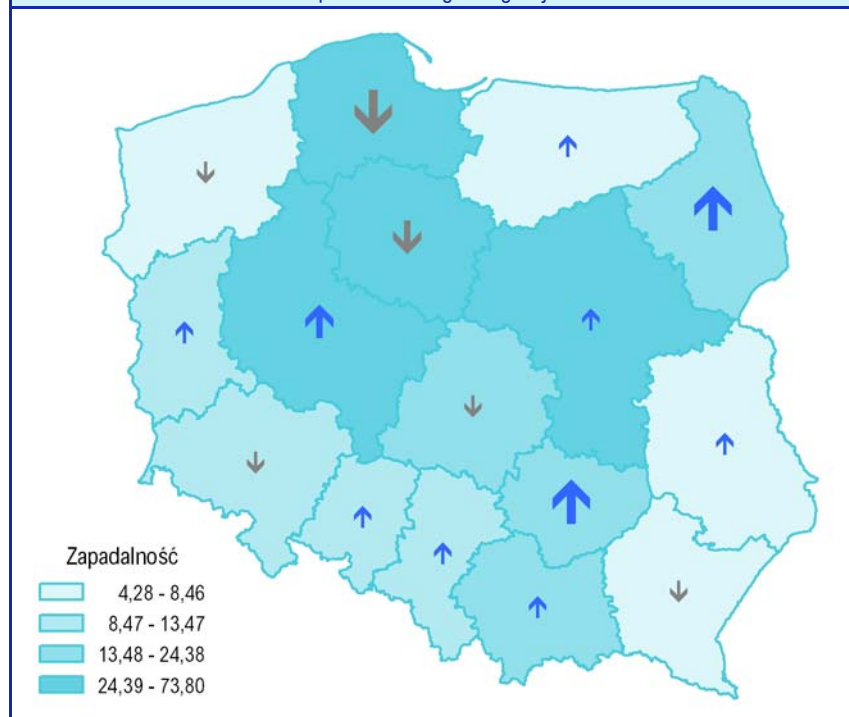 Zapadalność
4,28 - 8,46
8,47 - 13,47
13,48 - 24,38
24,39 - 73,80